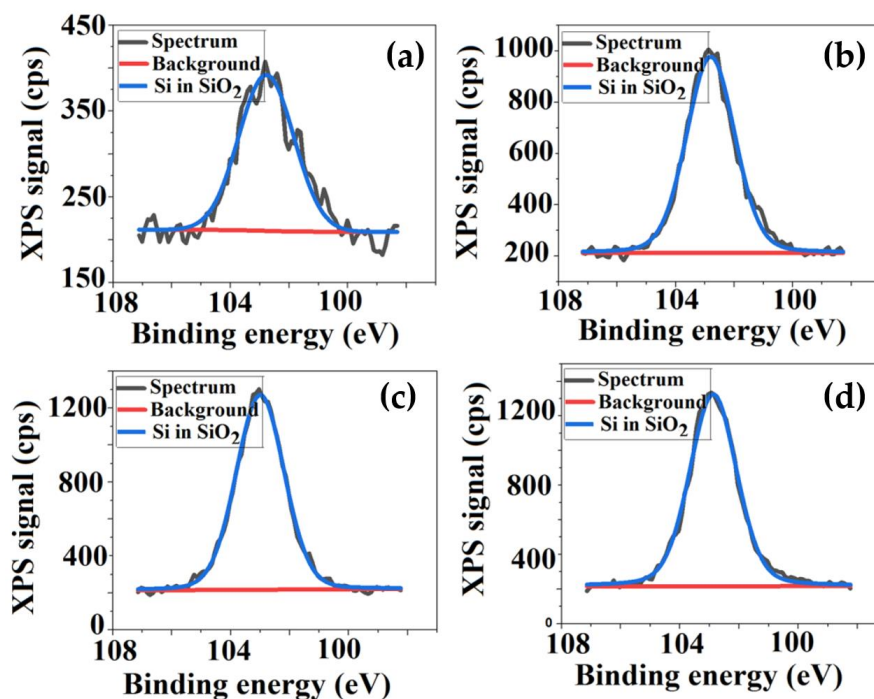 Spectrum
Background
Si in SiO2
(a)
XPS signal (cps)
450
350
250
150
108
104
100
Binding energy (eV)
Spectrum
Background
Si in SiO2
(b)
XPS signal (cps)
1000
800
600
400
200
108
104
100
Binding energy (eV)
Spectrum
Background
Si in SiO2
(c)
XPS signal (cps)
1200
800
400
0
108
104
100
Binding energy (eV)
Spectrum
Background
Si in SiO2
(d)
XPS signal (cps)
1200
800
400
0
108
104
100
Binding energy (eV)